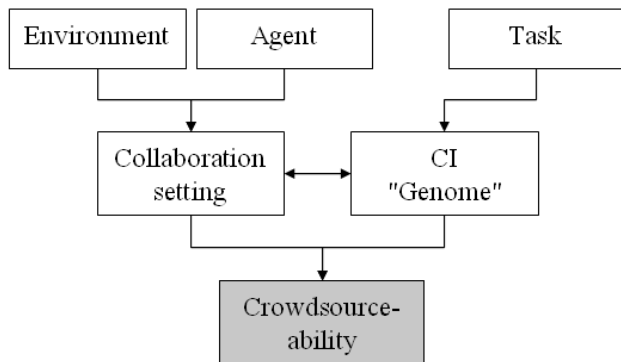 Environment
Agent
Task
Collaboration
setting
CI
"Genome"
Crowdsource-
ability